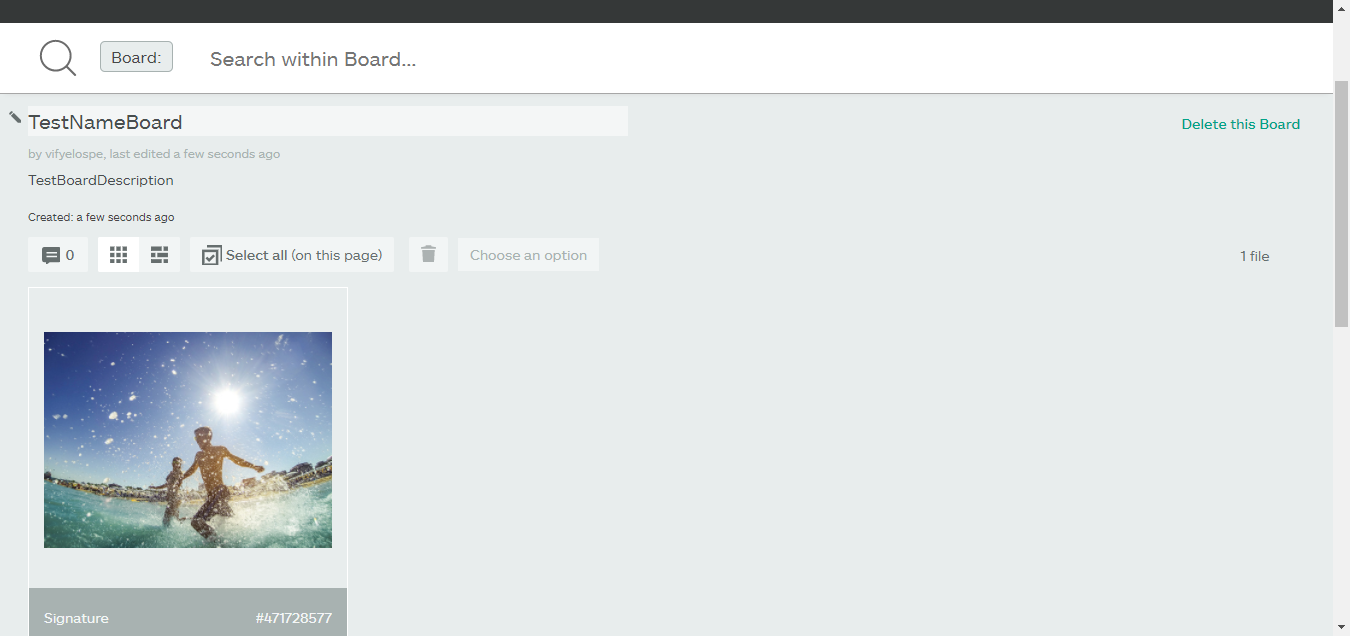 Board:
Search within Board...
TestNameBoard
Delete this Board
by vifyelospe, last edited a few seconds ago
TestBoardDescription
Created: a few seconds ago
0
Select all (on this page)
Choose an option
1 file
Signature
#471728577